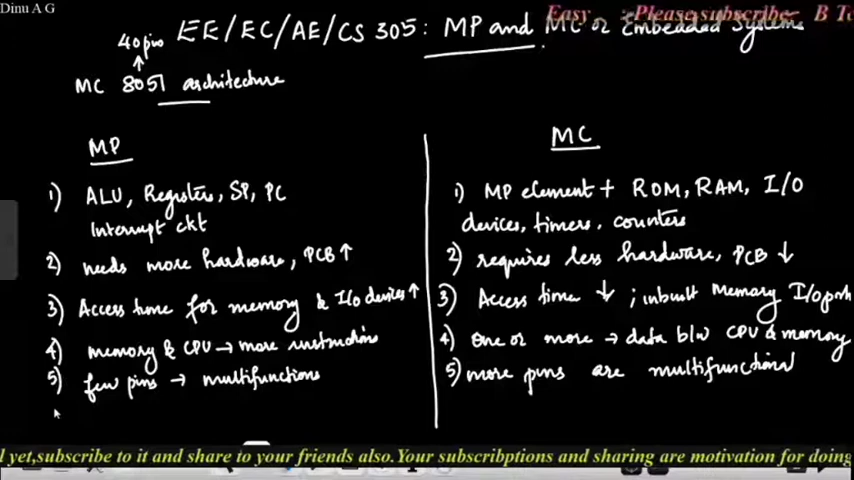 Dinu A G
Easy : Please subscribe. B To
40 pin
EE/EC/AE/CS 305: MP and MC or Embedded Systems
MC 8051 architecture
MP
1) ALU, Registers, SP, PC
Interrupt ckt
2) needs more hardware, PCB ↑
3) Access time for memory & I/o devices ↑
4) memory & CPU → more instructions
5) few pins → multifunctions
MC
1) MP element + ROM, RAM, I/O
devices, timers, counters
2) requires less hardware, PCB ↓
3) Access time ↓ ; inbuilt Memory I/o ports
4) one or more → data b/w CPU & memory
5) more pins are multifunctional
l yet,subscribe to it and share to your friends also.Your subscribptions and sharing are motivation for doing